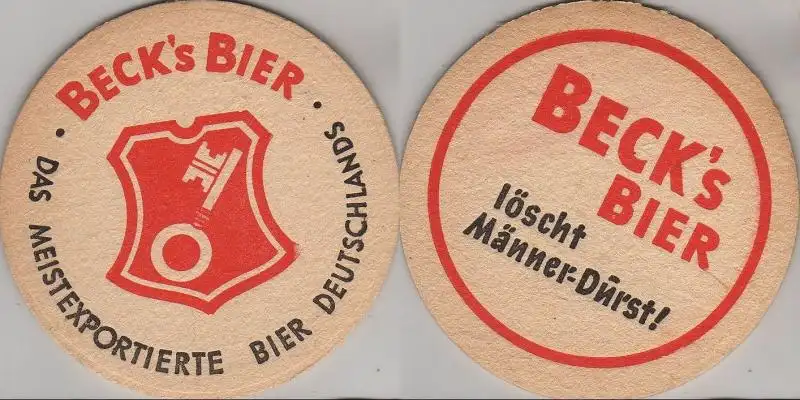 BECK's BIER
• DAS MEISTEXPORTIERTE BIER DEUTSCHLANDS •
BECK's
BIER
löscht
Männer-Durst!